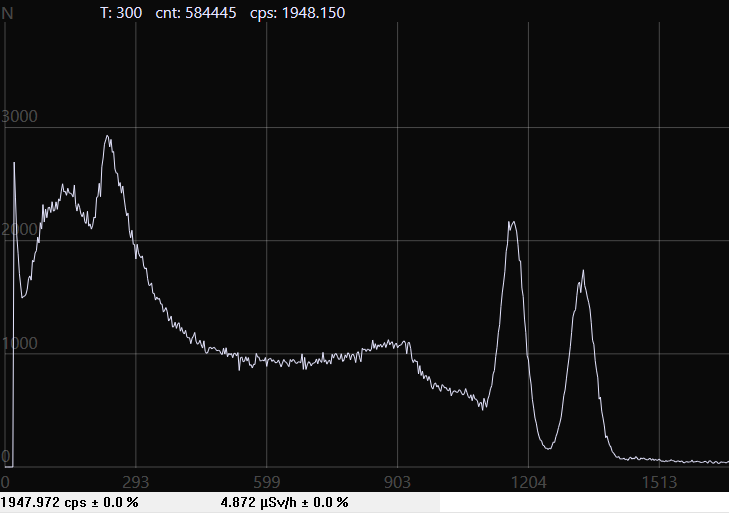 N
T: 300 cnt: 584445 cps: 1948.150
3000
2000
1000
0
0 293 599 903 1204 1513
1947.972 cps ± 0.0 % 4.872 µSv/h ± 0.0 %